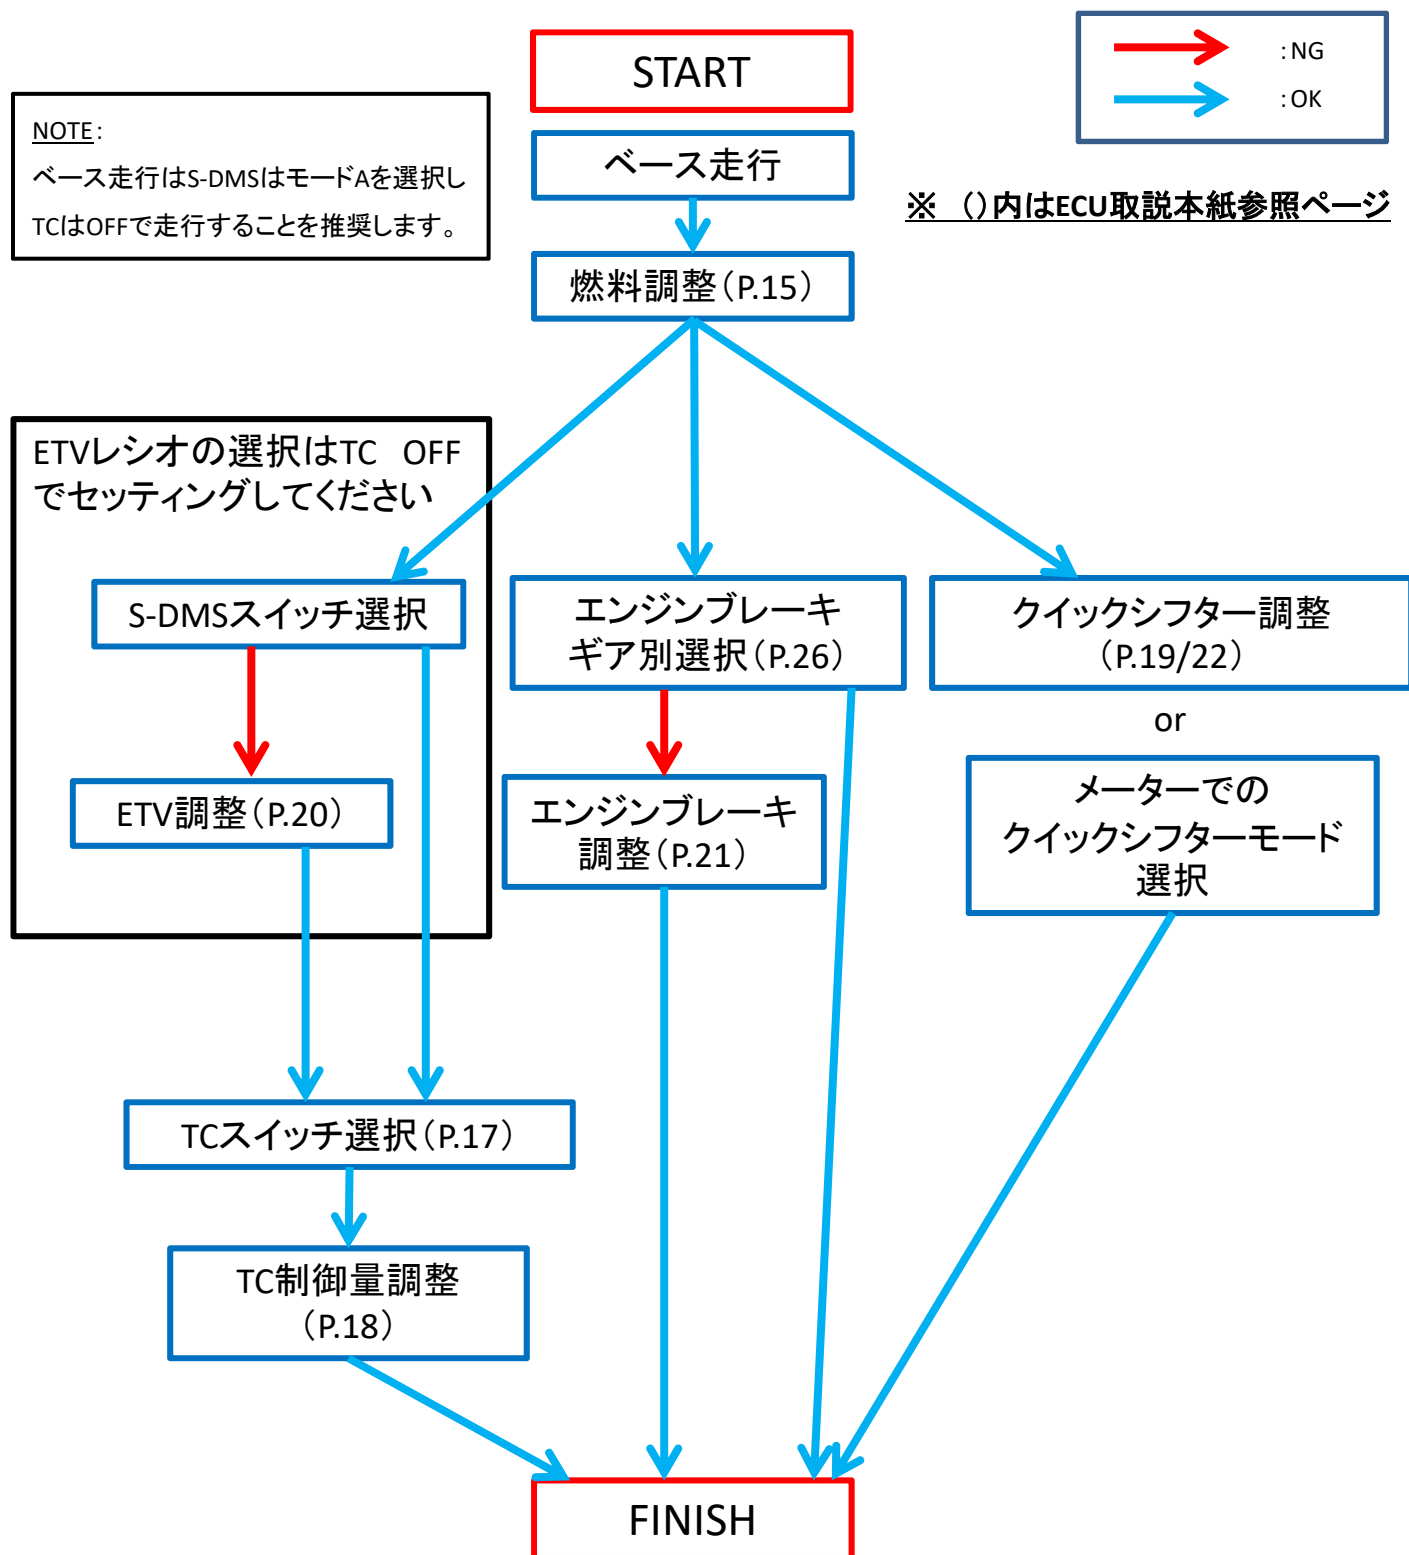 START
:NG
:OK
NOTE:
ベース走行はS-DMSはモードAを選択し
TCはOFFで走行することを推奨します。
ベース走行
※ ()内はECU取説本紙参照ページ
燃料調整(P.15)
ETVレシオの選択はTC OFF
でセッティングしてください
S-DMSスイッチ選択
エンジンブレーキ
ギア別選択(P.26)
クイックシフター調整
(P.19/22)
or
ETV調整(P.20)
エンジンブレーキ
調整(P.21)
メーターでの
クイックシフターモード
選択
TCスイッチ選択(P.17)
TC制御量調整
(P.18)
FINISH